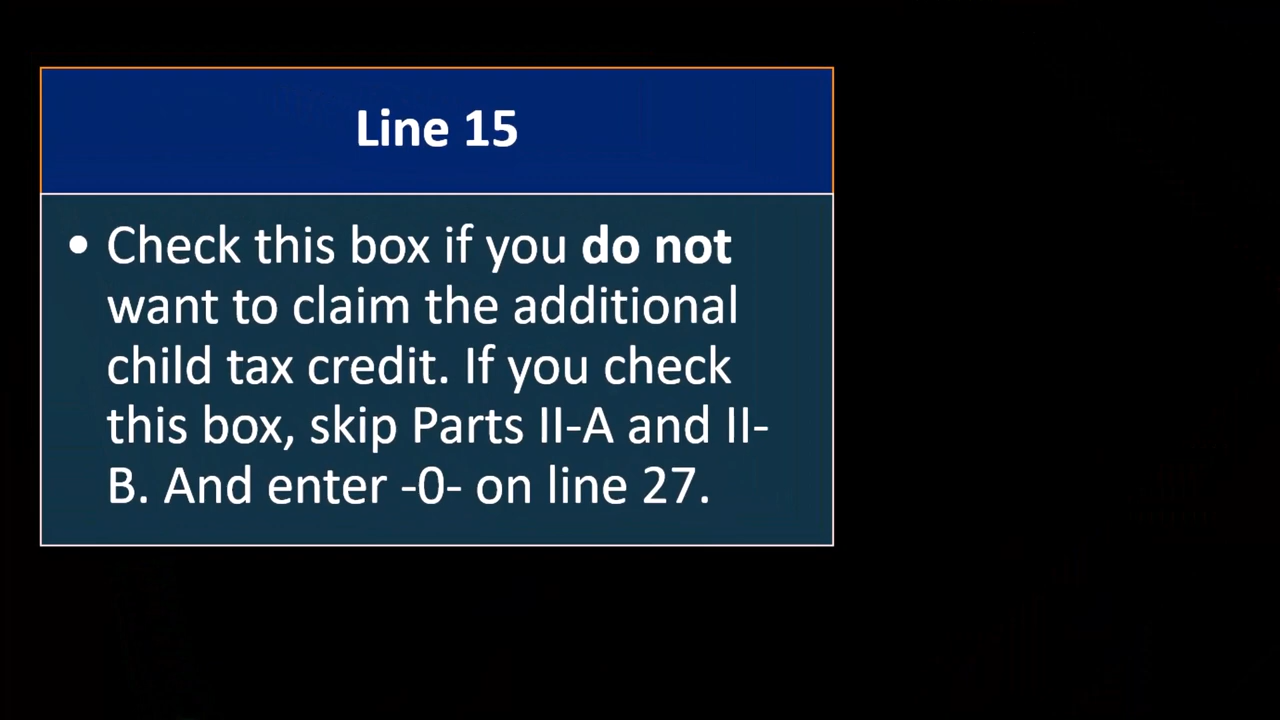 Line 15
• Check this box if you do not
want to claim the additional
child tax credit. If you check
this box, skip Parts II-A and II-
B. And enter -0- on line 27.